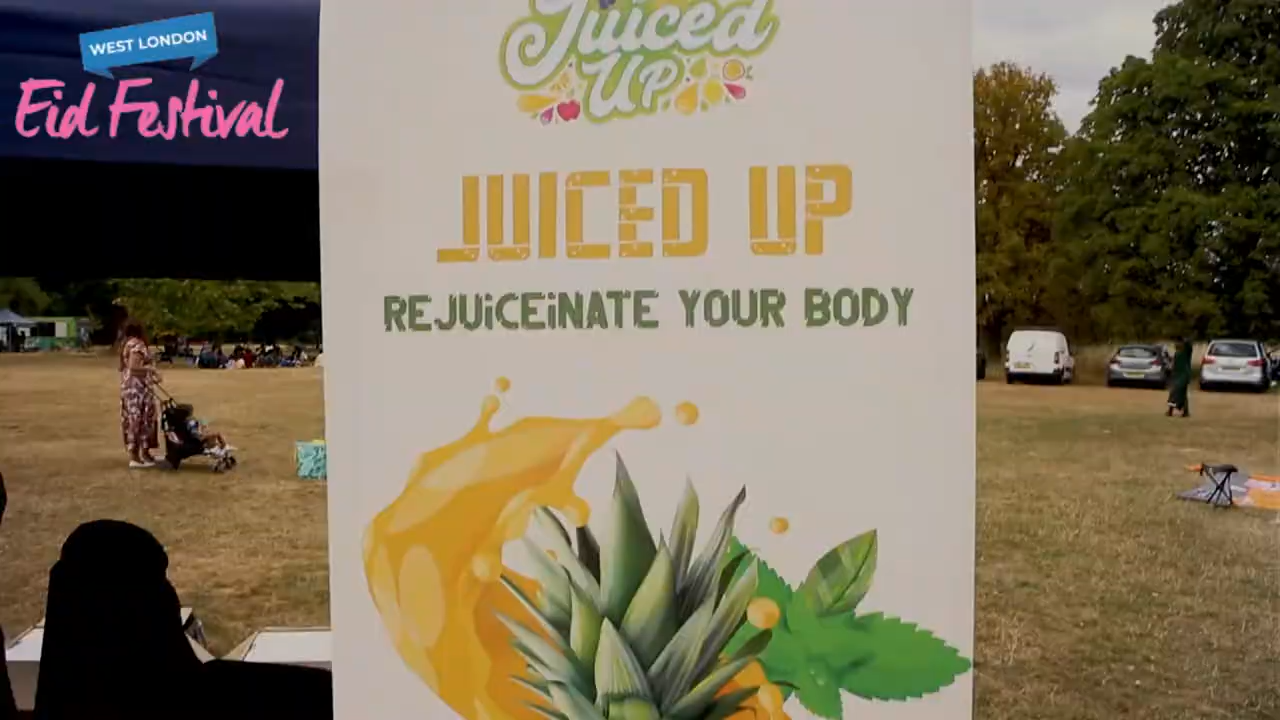 WEST LONDON
Eid Festival
Juiced
UP
JUICED UP
REJUiCEiNATE YOUR BODY